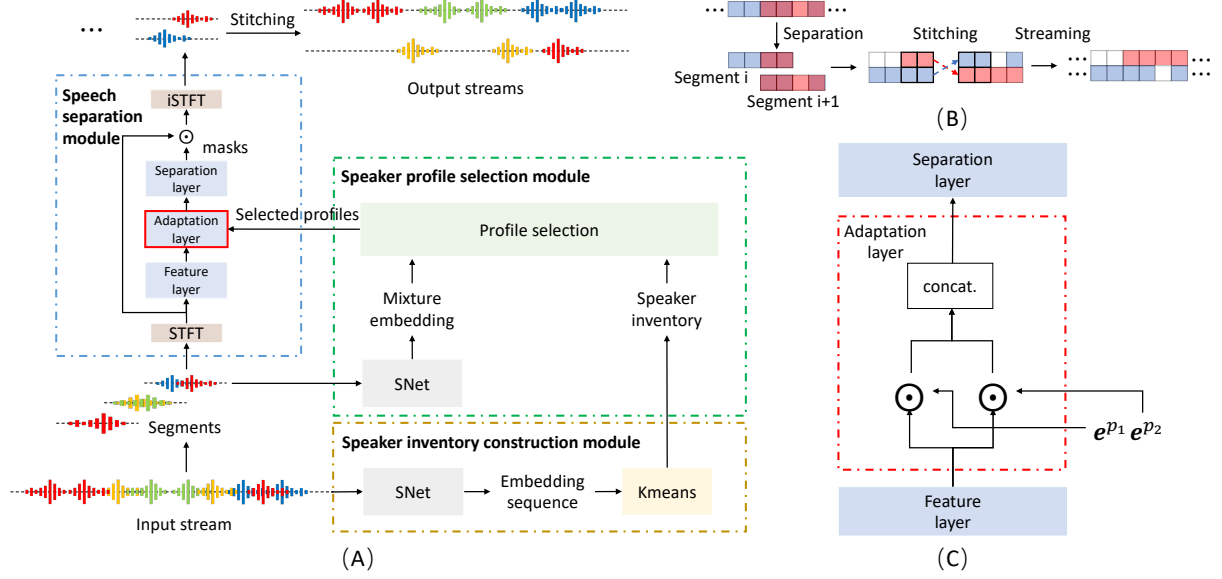 ...
Stitching
Output streams
Speech
separation
module
iSTFT
⊙
masks
Separation
layer
Adaptation
layer
Feature
layer
STFT
Selected profiles
Segments
Input stream
Speaker profile selection module
Profile selection
Mixture
embedding
Speaker
inventory
SNet
Speaker inventory construction module
SNet
Embedding
sequence
Kmeans
(A)
... ...
Separation
Segment i
Segment i+1
Stitching
Streaming
... ...
... ...
(B)
Separation
layer
Adaptation
layer
concat.
⊙ ⊙
e^{p_1} e^{p_2}
Feature
layer
(C)